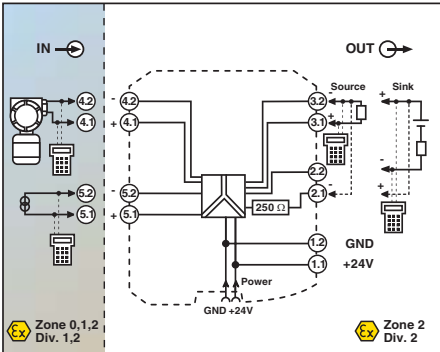 IN
OUT
Source
Sink
4.2
- 4.2
3.2 -
+
4.1
+ 4.1
3.1 +
2.2
-
5.2
- 5.2
2.1 -
+
250 Ω
5.1
+ 5.1
1.2
GND
1.1
+24V
Power
GND +24V
Ex
Zone 0,1,2
Div. 1,2
Ex
Zone 2
Div. 2